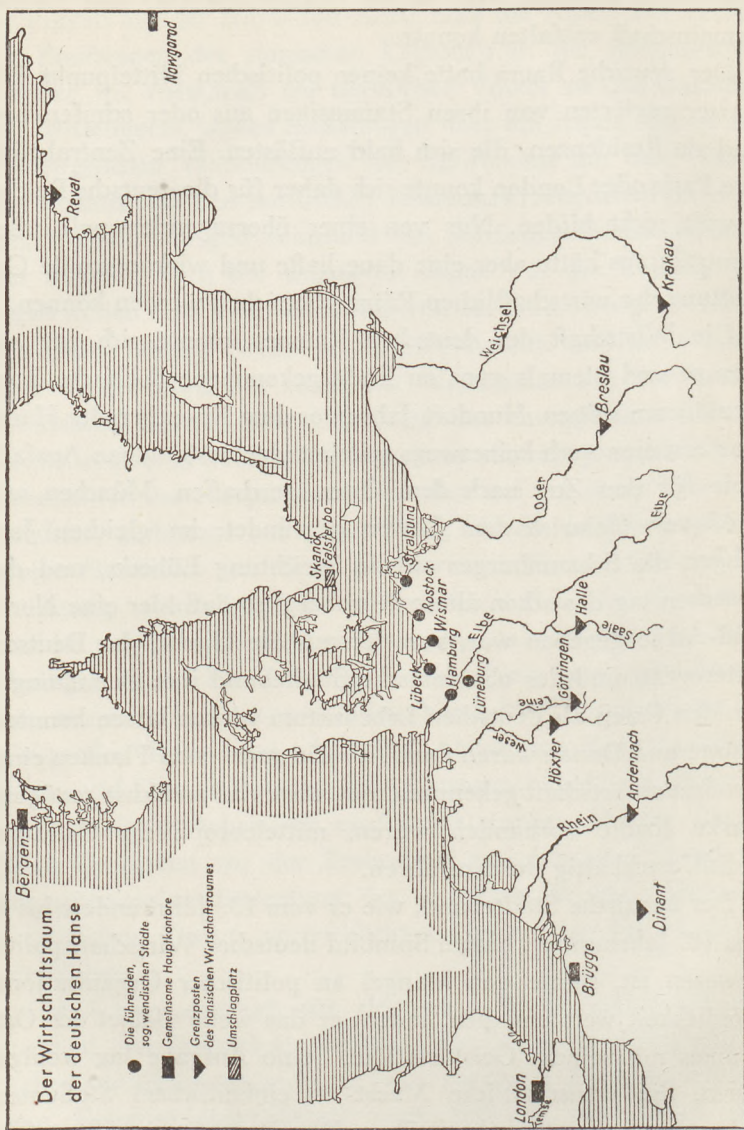 Der Wirtschaftsraum
der deutschen Hanse
Die führenden,
sog. wendischen Städte
Gemeinsame Hauptkontore
Grenzposten
des hansischen Wirtschaftsraumes
Umschlagplatz
Bergen
Nowgorad
Reval
Skanör-
Falsterbo
Stralsund
Rostock
Wismar
Lübeck
Hamburg
Elbe
Lüneburg
Weichsel
Oder
Elbe
Weser
Leine
Halle
Saale
Göttingen
Höxter
Breslau
Krakau
Rhein
Andernach
London
Temse
Brügge
Dinant